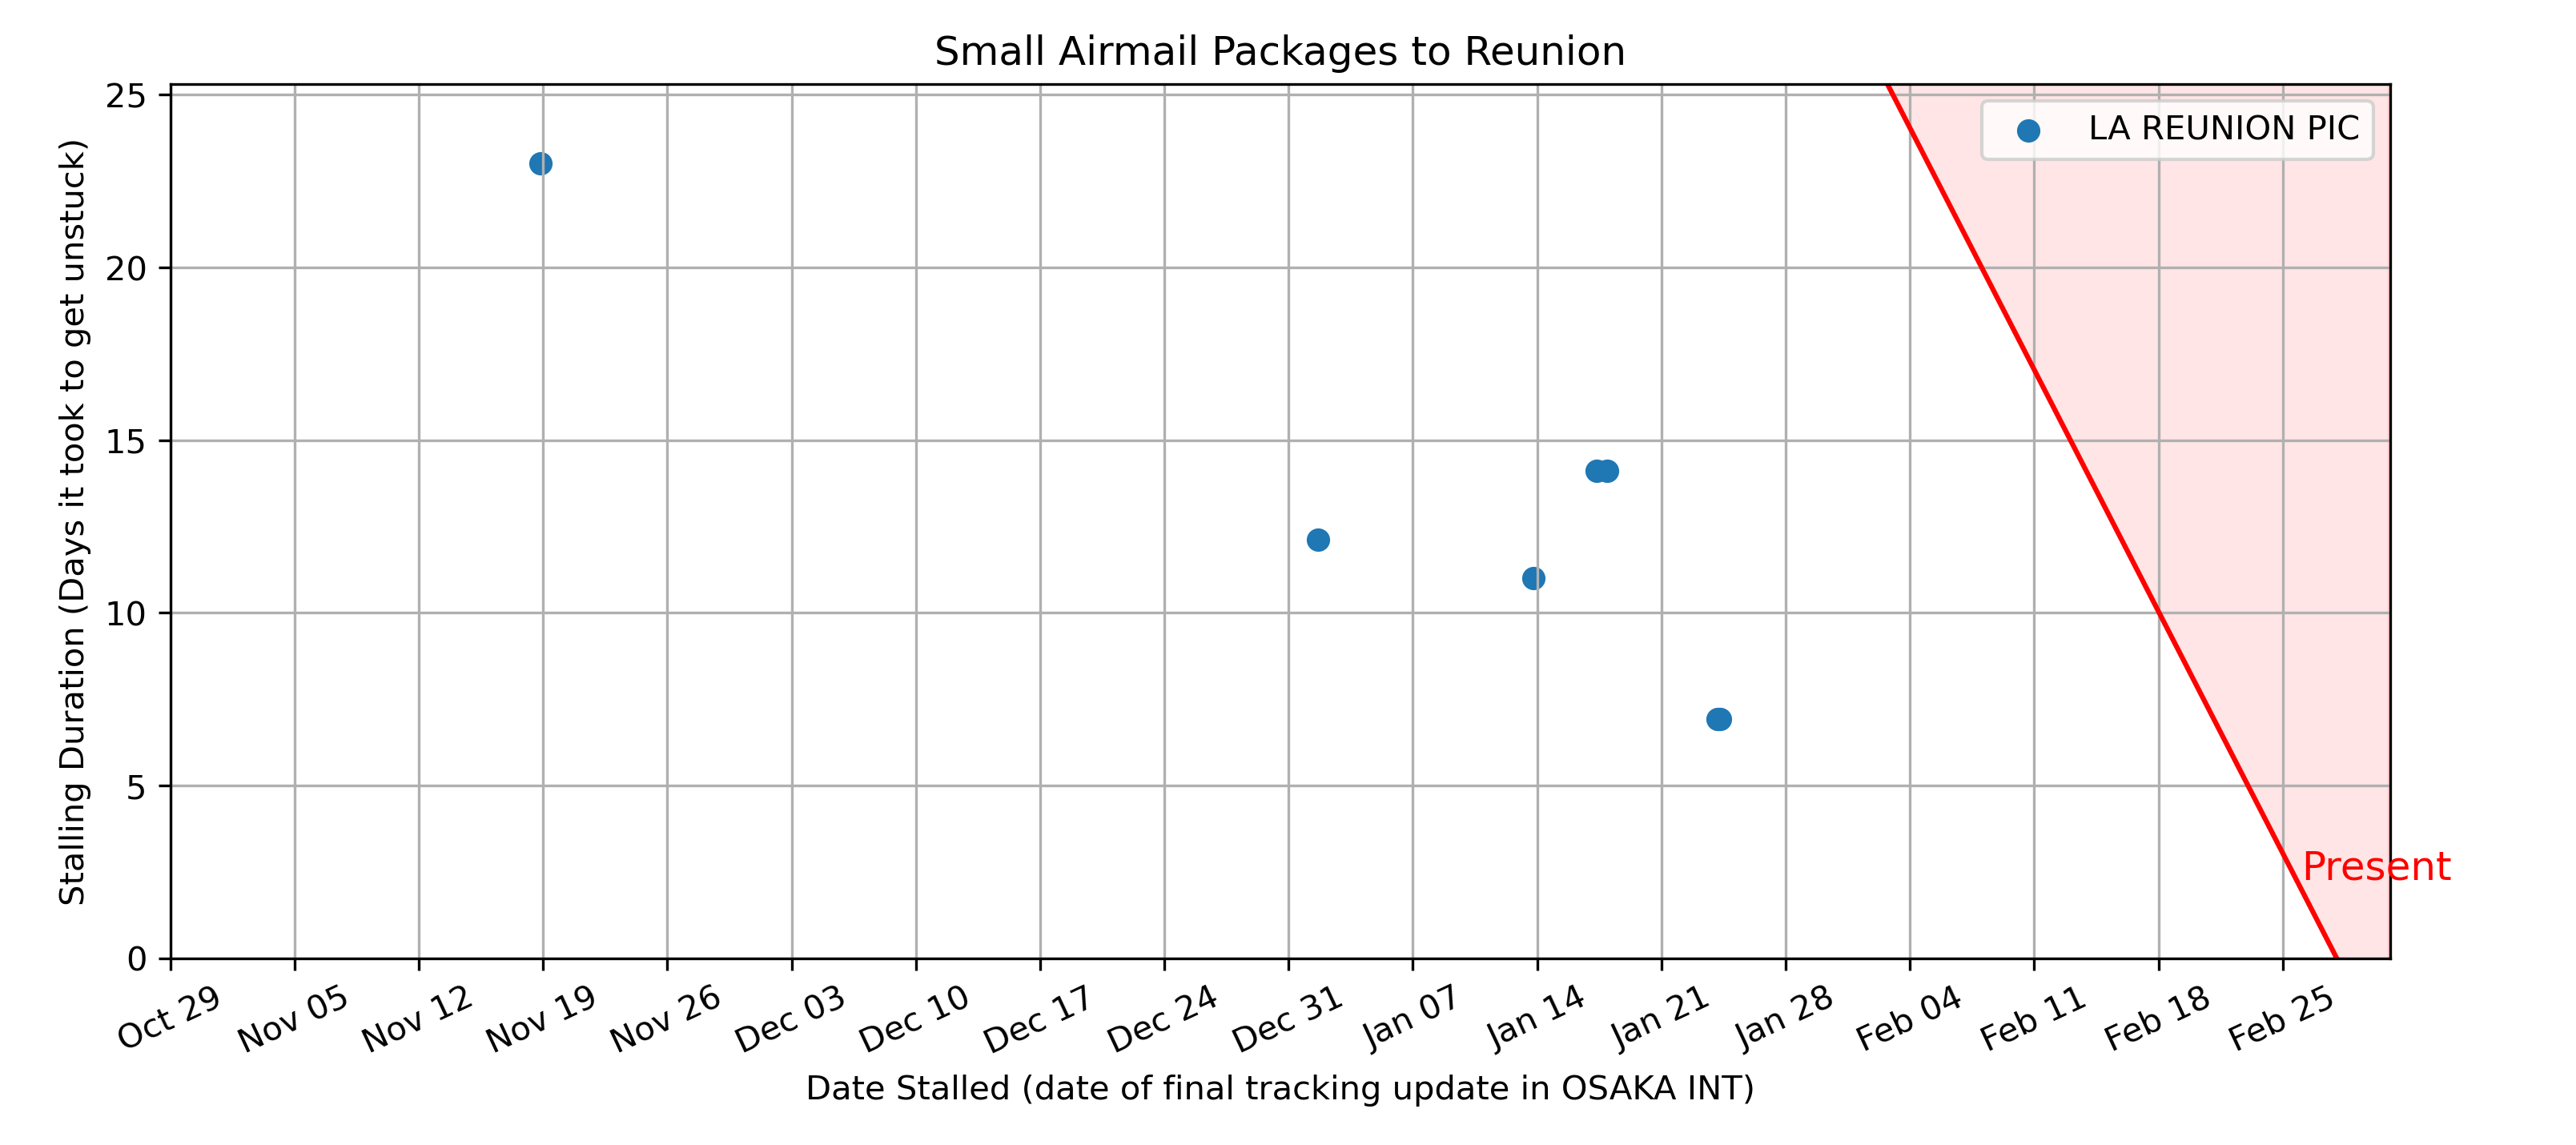 Small Airmail Packages to Reunion
LA REUNION PIC
Stalling Duration (Days it took to get unstuck)
25
20
15
10
5
0
Present
Oct 29
Nov 05
Nov 12
Nov 19
Nov 26
Dec 03
Dec 10
Dec 17
Dec 24
Dec 31
Jan 07
Jan 14
Jan 21
Jan 28
Feb 04
Feb 11
Feb 18
Feb 25
Date Stalled (date of final tracking update in OSAKA INT)